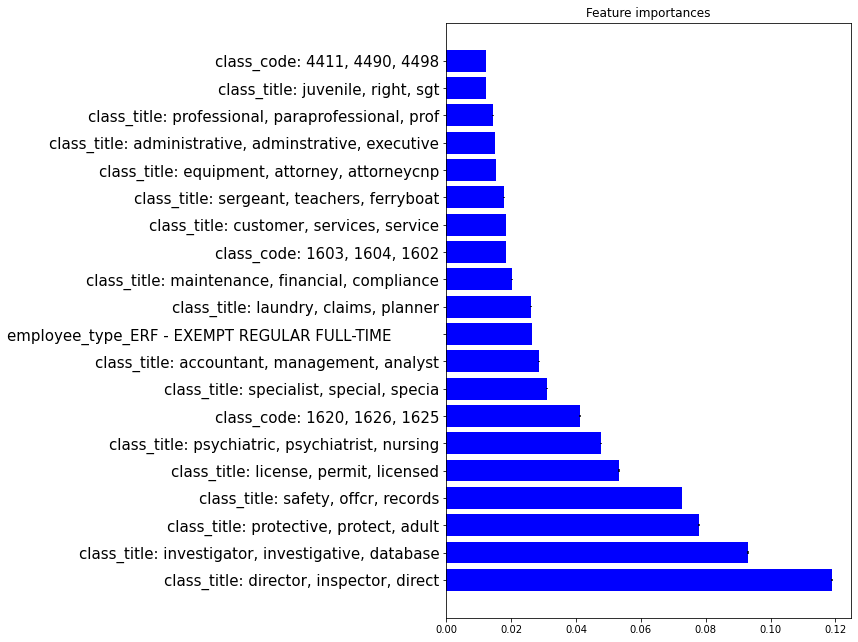 Feature importances
class_code: 4411, 4490, 4498
class_title: juvenile, right, sgt
class_title: professional, paraprofessional, prof
class_title: administrative, adminstrative, executive
class_title: equipment, attorney, attorneycnp
class_title: sergeant, teachers, ferryboat
class_title: customer, services, service
class_code: 1603, 1604, 1602
class_title: maintenance, financial, compliance
class_title: laundry, claims, planner
employee_type_ERF - EXEMPT REGULAR FULL-TIME
class_title: accountant, management, analyst
class_title: specialist, special, specia
class_code: 1620, 1626, 1625
class_title: psychiatric, psychiatrist, nursing
class_title: license, permit, licensed
class_title: safety, offcr, records
class_title: protective, protect, adult
class_title: investigator, investigative, database
class_title: director, inspector, direct
0.00 0.02 0.04 0.06 0.08 0.10 0.12